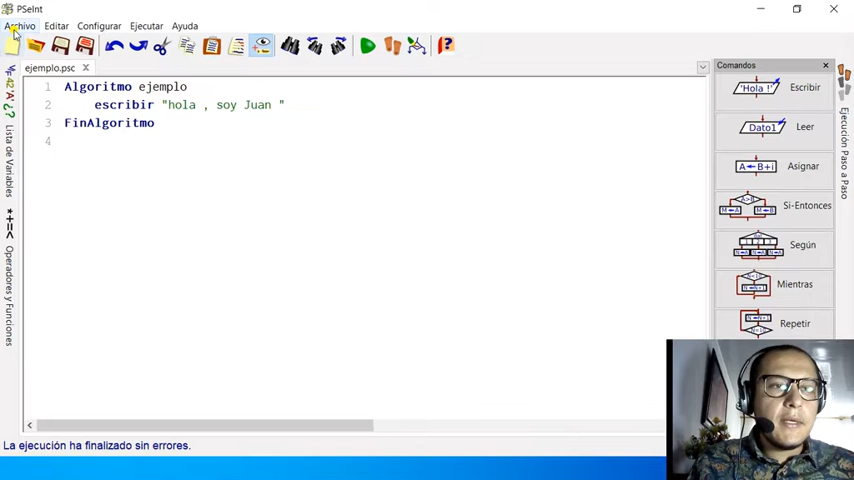 PSeInt
Archivo Editar Configurar Ejecutar Ayuda
ejemplo.psc
1 Algoritmo ejemplo
2 escribir "hola , soy Juan "
3 FinAlgoritmo
4
Lista de Variables
*+=< Operadores y Funciones
Comandos
'Hola !' Escribir
Dato1 Leer
A←B+i Asignar
A>B
M←A M←B Si-Entonces
Según
Mientras
Repetir
Ejecución Paso a Paso
La ejecución ha finalizado sin errores.